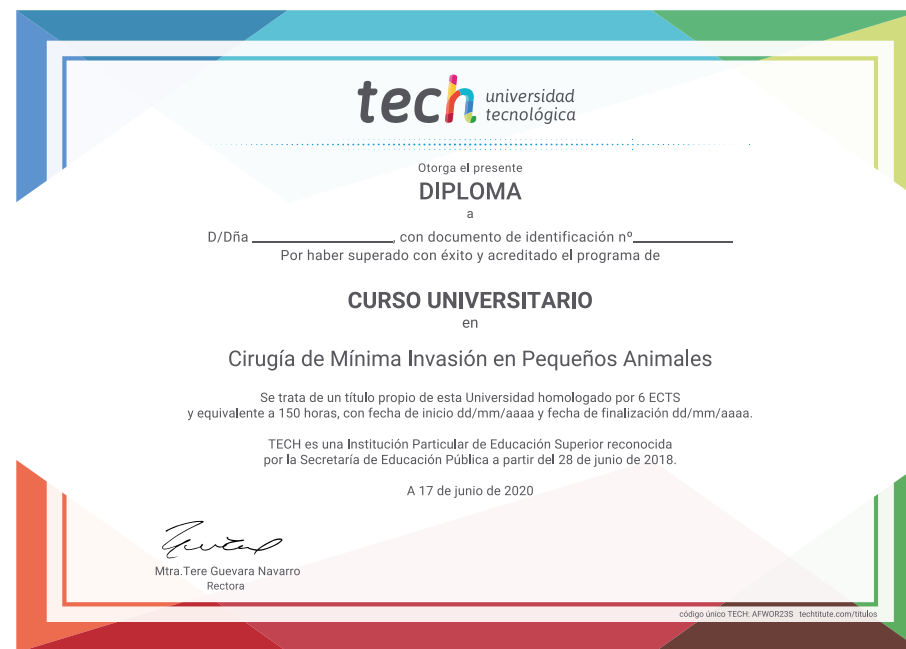 tech universidad
tecnológica
Otorga el presente
DIPLOMA
a
D/Dña ____________________, con documento de identificación nº______________
Por haber superado con éxito y acreditado el programa de
CURSO UNIVERSITARIO
en
Cirugía de Mínima Invasión en Pequeños Animales
Se trata de un título propio de esta Universidad homologado por 6 ECTS
y equivalente a 150 horas, con fecha de inicio dd/mm/aaaa y fecha de finalización dd/mm/aaaa.
TECH es una Institución Particular de Educación Superior reconocida
por la Secretaría de Educación Pública a partir del 28 de junio de 2018.
A 17 de junio de 2020
Mtra.Tere Guevara Navarro
Rectora
código único TECH: AFWOR23S techtitute.com/titulos